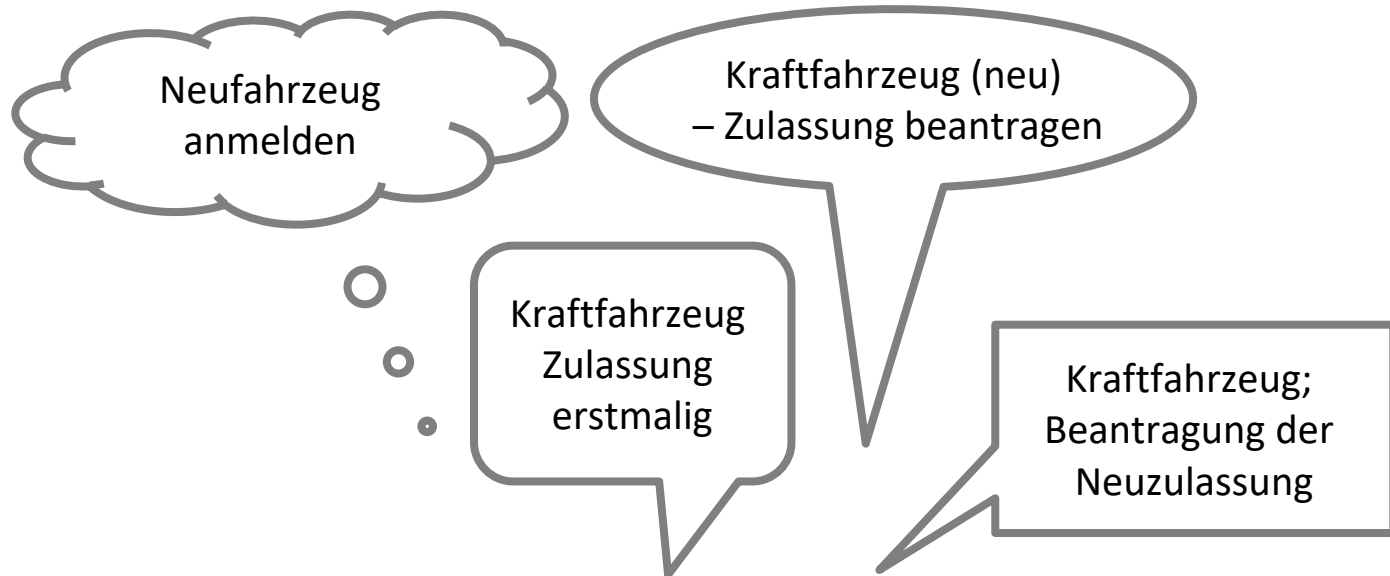 Neufahrzeug
anmelden
Kraftfahrzeug (neu)
– Zulassung beantragen
Kraftfahrzeug
Zulassung
erstmalig
Kraftfahrzeug;
Beantragung der
Neuzulassung